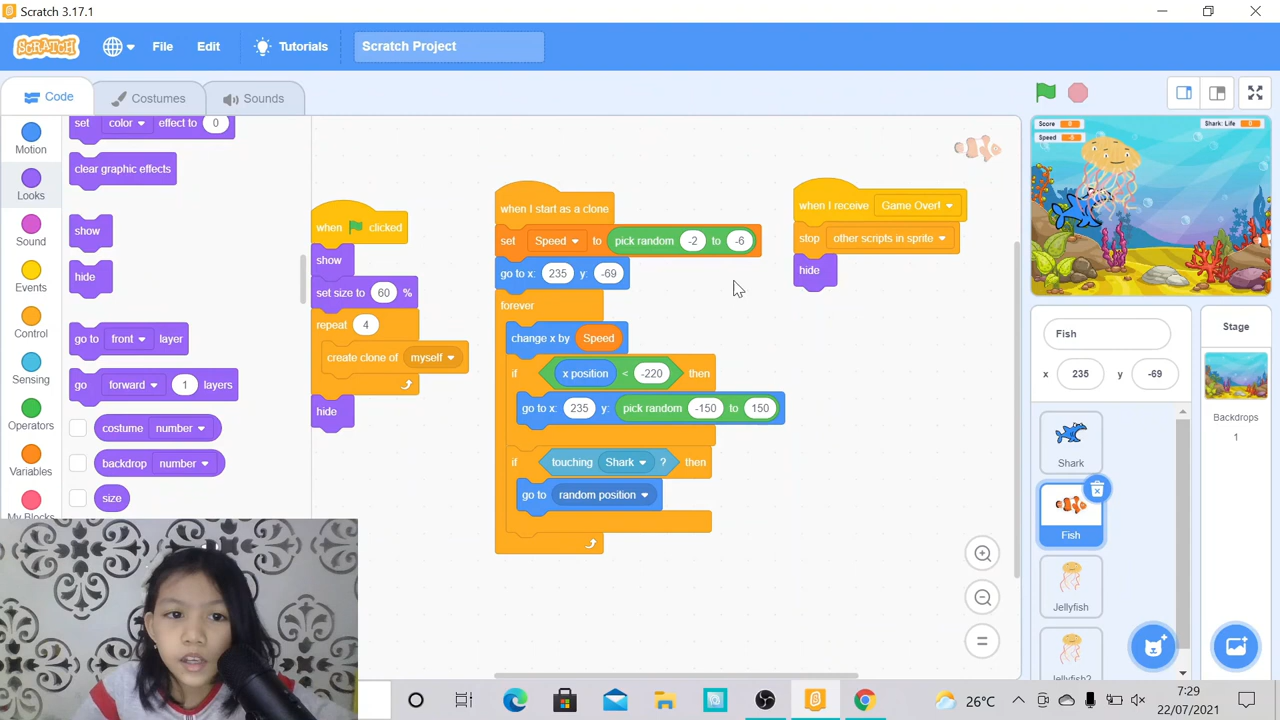 Scratch 3.17.1
SCRATCH
File
Edit
Tutorials
Scratch Project
Code
Costumes
Sounds
Motion
Looks
Sound
Events
Control
Sensing
Operators
Variables
My Blocks
set color effect to 0
clear graphic effects
show
hide
go to front layer
go forward 1 layers
costume number
backdrop number
size
when clicked
show
set size to 60 %
repeat 4
create clone of myself
hide
when I start as a clone
set Speed to pick random -2 to -6
go to x: 235 y: -69
forever
change x by Speed
if x position < -220 then
go to x: 235 y: pick random -150 to 150
if touching Shark ? then
go to random position
when I receive Game Over!
stop other scripts in sprite
hide
Score
Speed
Shark: Life 0
Fish
x 235 y -69
Shark
Fish
Jellyfish
Jellyfish2
Stage
Backdrops
1
26°C
7:29
22/07/2021